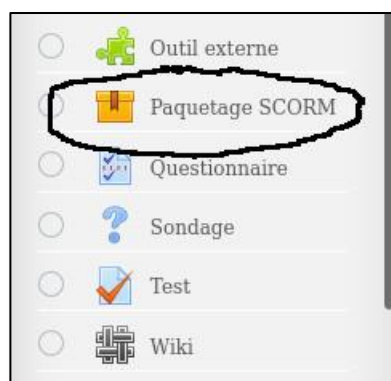 Outil externe
Paquetage SCORM
Questionnaire
Sondage
Test
Wiki